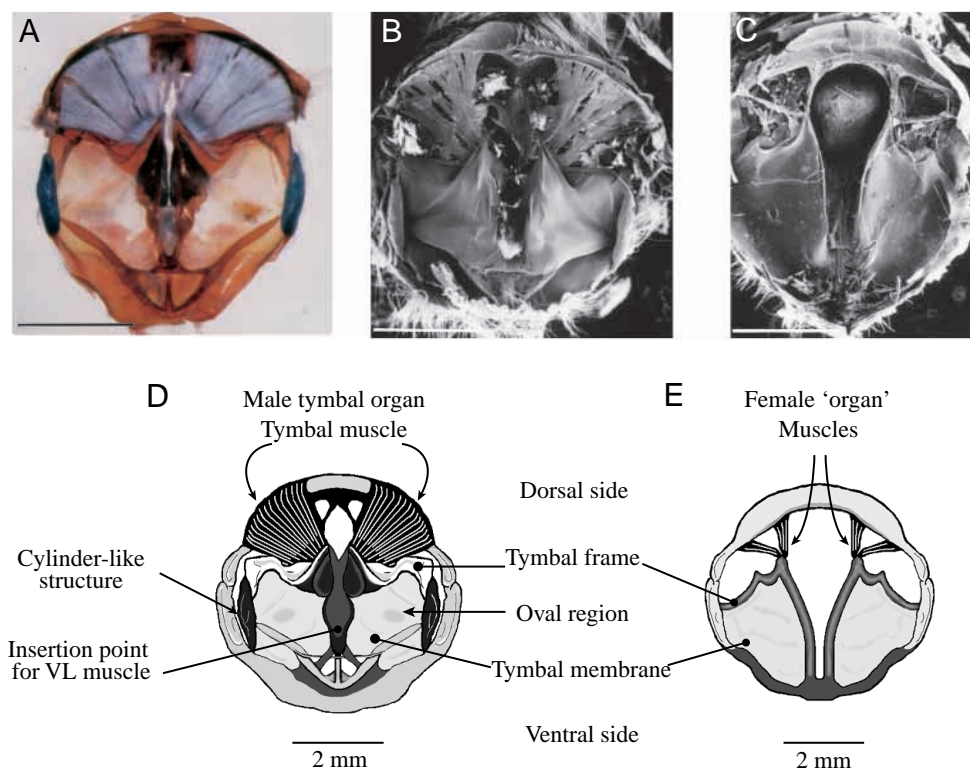 A
B
C
D
Male tymbal organ
Tymbal muscle
E
Female ‘organ’
Muscles
Dorsal side
Cylinder-like
structure
Tymbal frame
Oval region
Insertion point
for VL muscle
Tymbal membrane
Ventral side
2 mm
2 mm